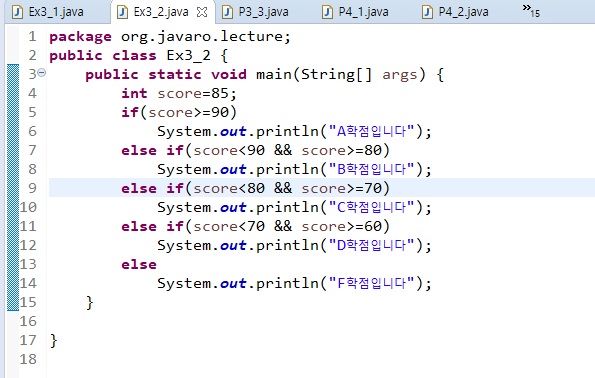 Ex3_1.java Ex3_2.java P3_3.java P4_1.java P4_2.java »15
1 package org.javaro.lecture;
2 public class Ex3_2 {
3 public static void main(String[] args) {
4 int score=85;
5 if(score>=90)
6 System.out.println("A학점입니다");
7 else if(score<90 && score>=80)
8 System.out.println("B학점입니다");
9 else if(score<80 && score>=70)
10 System.out.println("C학점입니다");
11 else if(score<70 && score>=60)
12 System.out.println("D학점입니다");
13 else
14 System.out.println("F학점입니다");
15 }
16
17 }
18